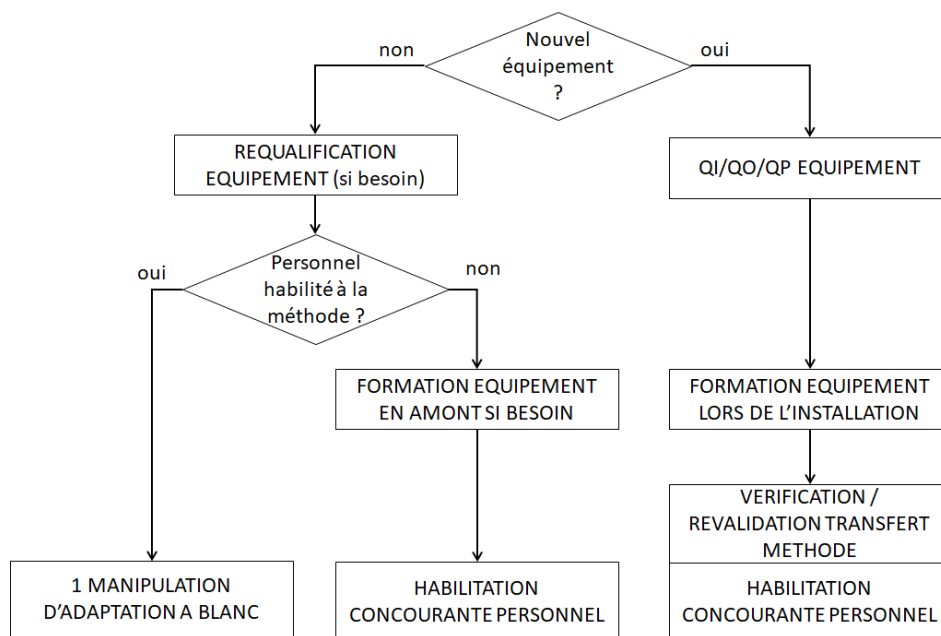 non
Nouvel
équipement
?
oui
REQUALIFICATION
EQUIPEMENT (si besoin)
QI/QO/QP EQUIPEMENT
oui
Personnel
habilité à la
méthode ?
non
FORMATION EQUIPEMENT
EN AMONT SI BESOIN
FORMATION EQUIPEMENT
LORS DE L'INSTALLATION
VERIFICATION /
REVALIDATION TRANSFERT
METHODE
1 MANIPULATION
D'ADAPTATION A BLANC
HABILITATION
CONCOURANTE PERSONNEL
HABILITATION
CONCOURANTE PERSONNEL